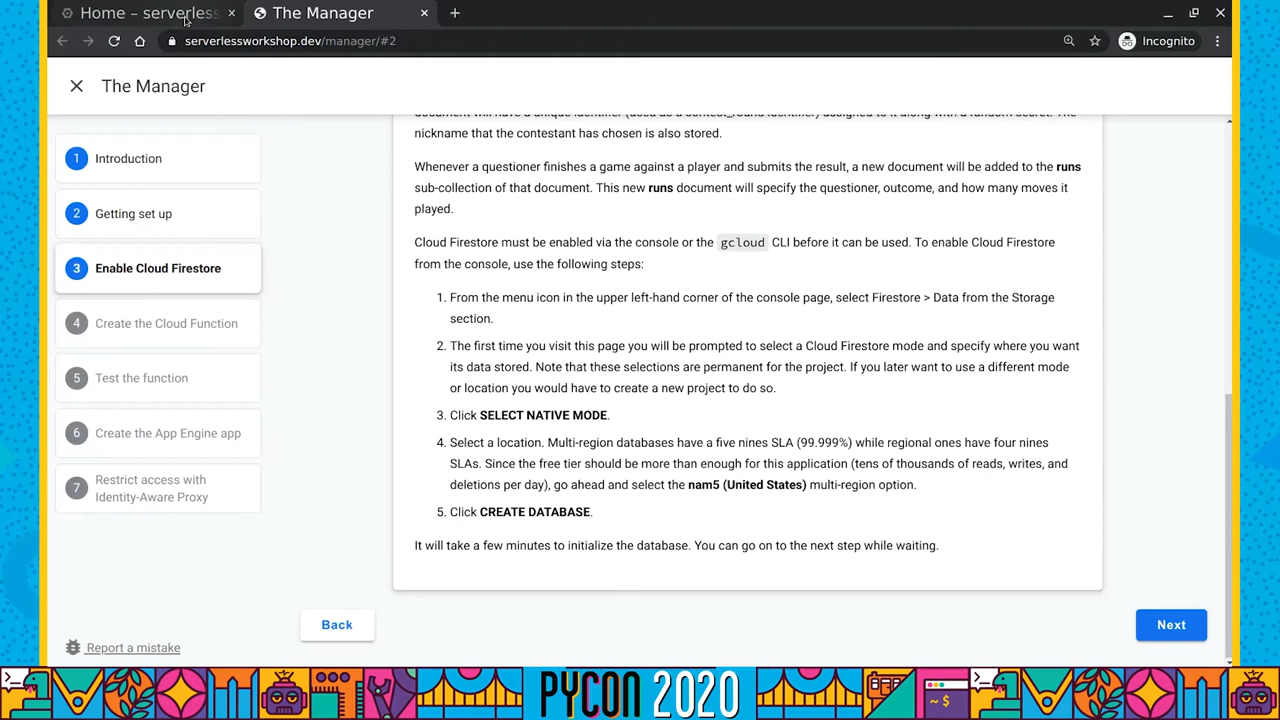 Home – serverless
The Manager
serverlessworkshop.dev/manager/#2
Incognito
The Manager
1 Introduction
2 Getting set up
3 Enable Cloud Firestore
4 Create the Cloud Function
5 Test the function
6 Create the App Engine app
7 Restrict access with
Identity-Aware Proxy
Report a mistake
nickname that the contestant has chosen is also stored.
Whenever a questioner finishes a game against a player and submits the result, a new document will be added to the runs
sub-collection of that document. This new runs document will specify the questioner, outcome, and how many moves it
played.
Cloud Firestore must be enabled via the console or the gcloud CLI before it can be used. To enable Cloud Firestore
from the console, use the following steps:
1. From the menu icon in the upper left-hand corner of the console page, select Firestore > Data from the Storage
section.
2. The first time you visit this page you will be prompted to select a Cloud Firestore mode and specify where you want
its data stored. Note that these selections are permanent for the project. If you later want to use a different mode
or location you would have to create a new project to do so.
3. Click SELECT NATIVE MODE.
4. Select a location. Multi-region databases have a five nines SLA (99.999%) while regional ones have four nines
SLAs. Since the free tier should be more than enough for this application (tens of thousands of reads, writes, and
deletions per day), go ahead and select the nam5 (United States) multi-region option.
5. Click CREATE DATABASE.
It will take a few minutes to initialize the database. You can go on to the next step while waiting.
Back
Next
PYCON 2020